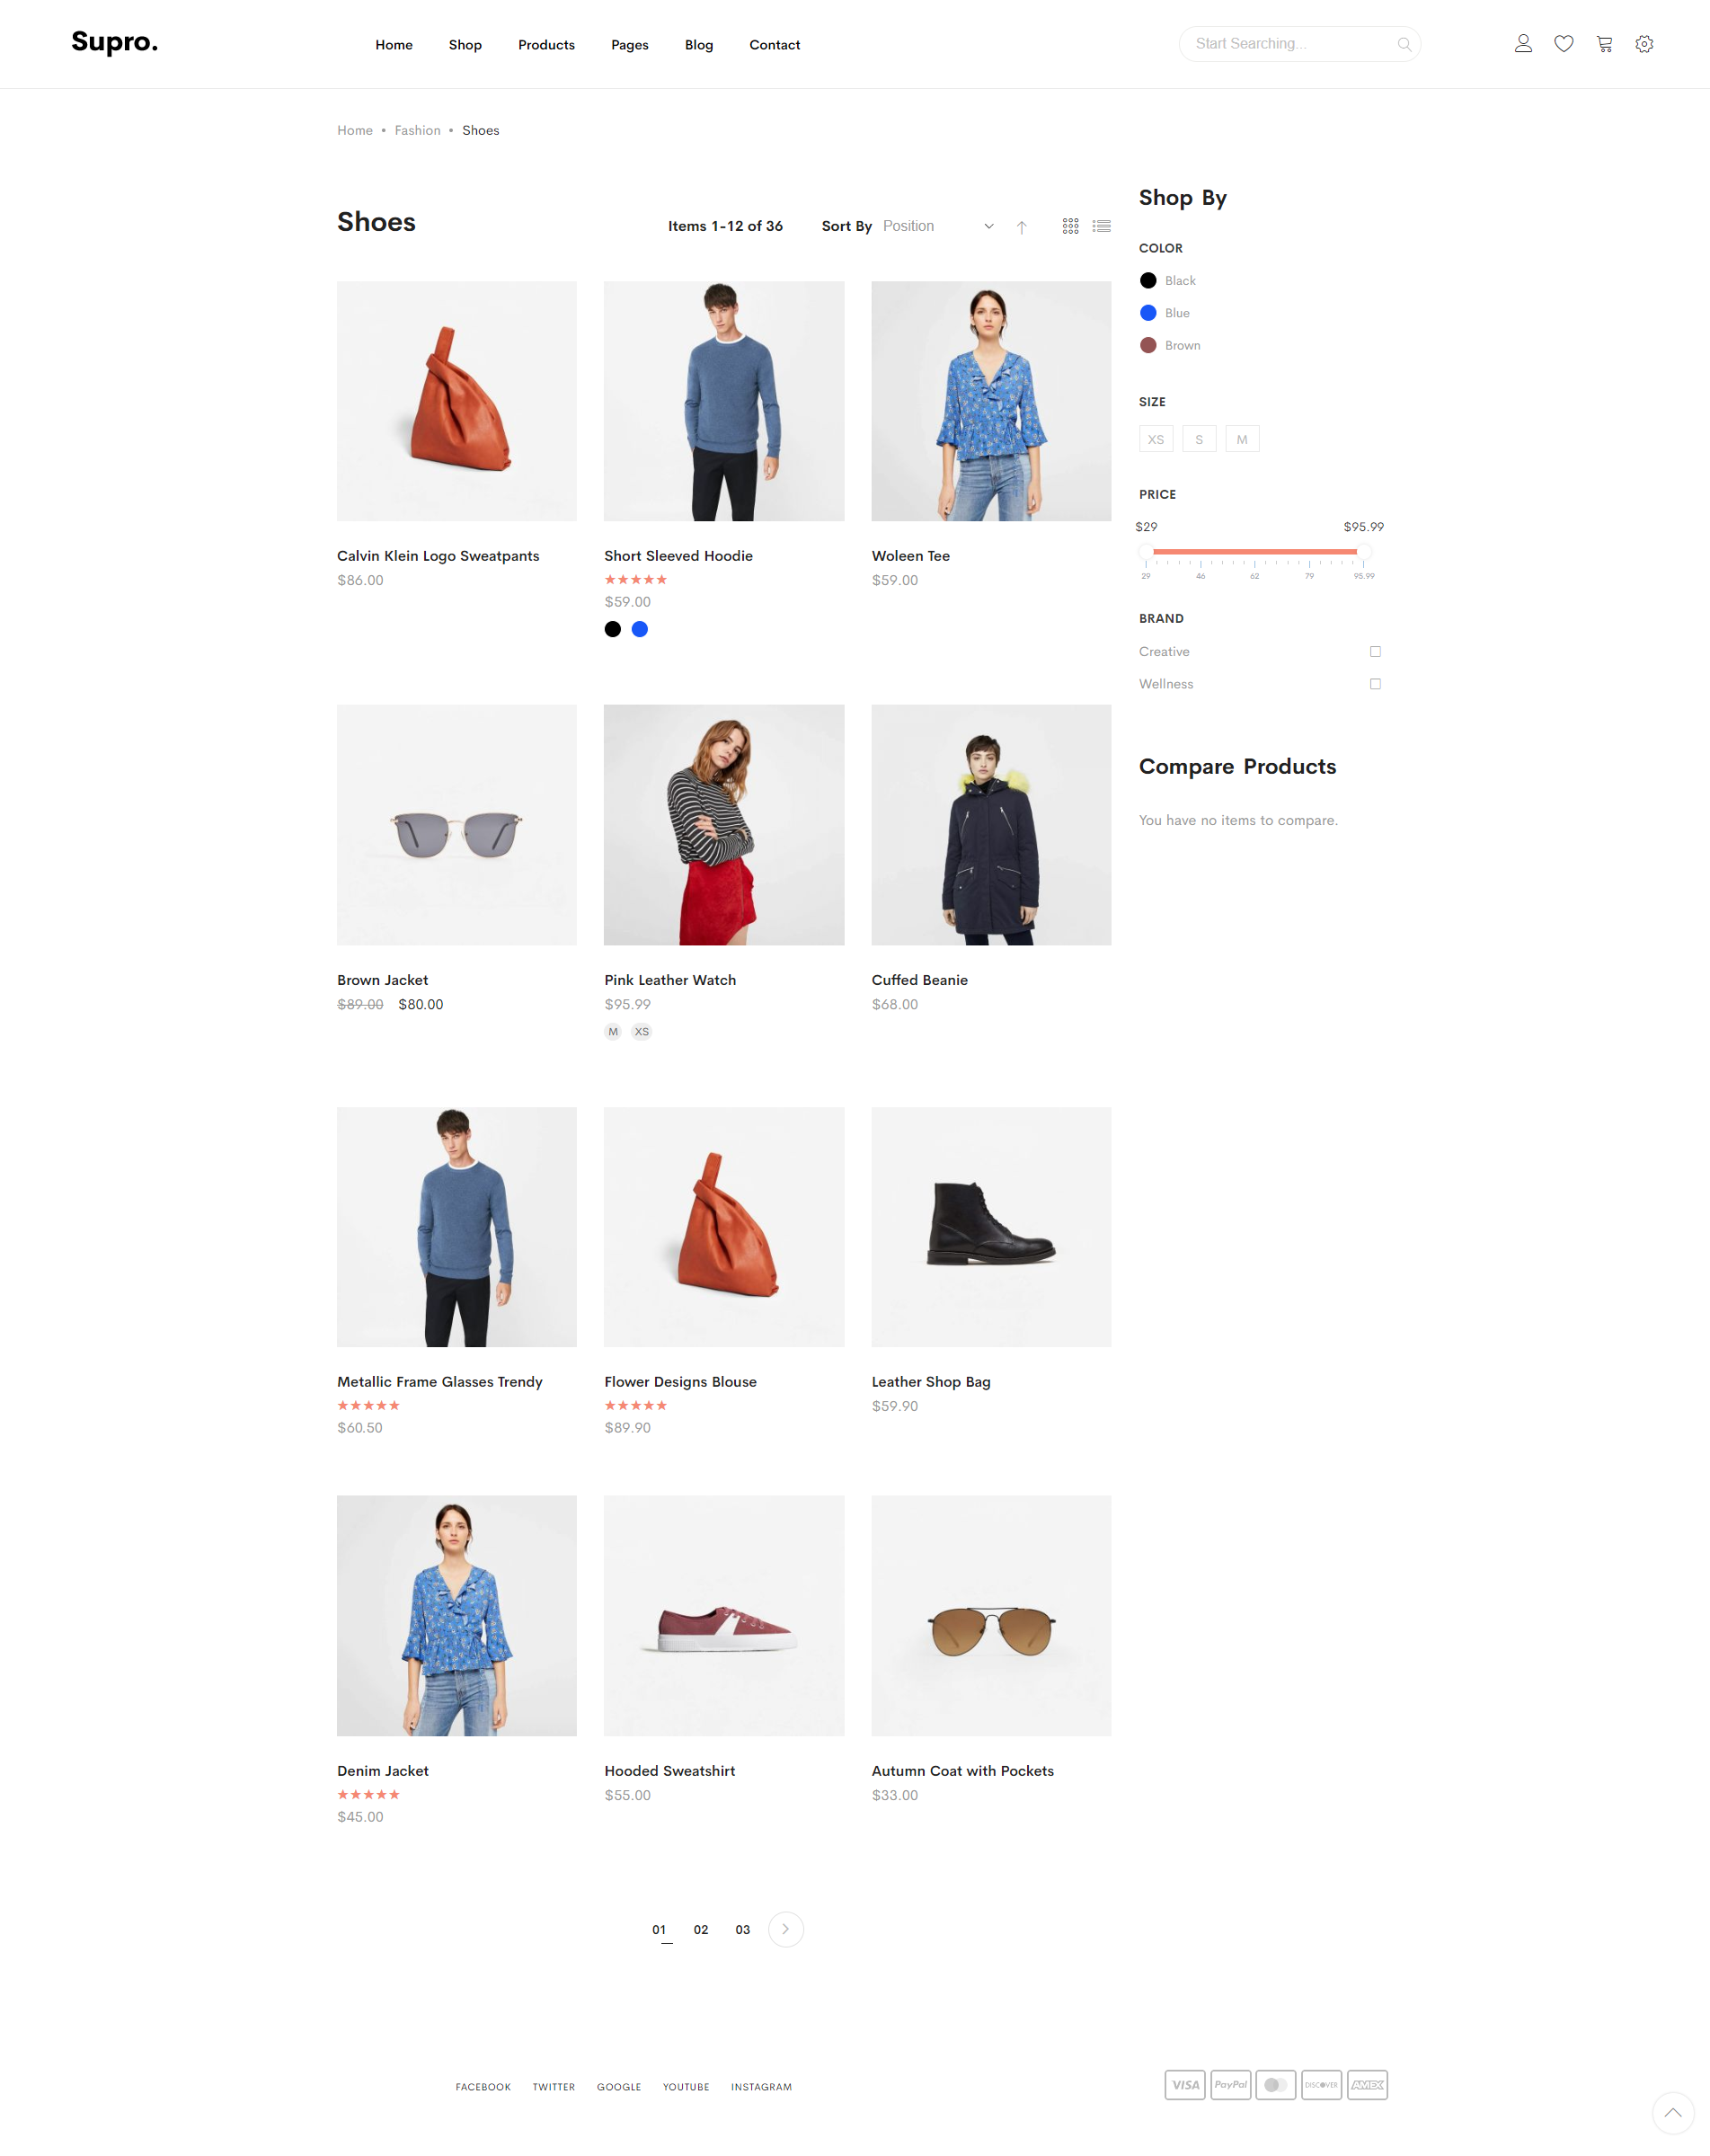 Supro.
Home Shop Products Pages Blog Contact
Start Searching...
Home • Fashion • Shoes
Shoes
Items 1-12 of 36
Sort By Position
Calvin Klein Logo Sweatpants
$86.00
Short Sleeved Hoodie
$59.00
Woleen Tee
$59.00
Brown Jacket
$89.00 $80.00
Pink Leather Watch
$95.99
M XS
Cuffed Beanie
$68.00
Metallic Frame Glasses Trendy
$60.50
Flower Designs Blouse
$89.90
Leather Shop Bag
$59.90
Denim Jacket
$45.00
Hooded Sweatshirt
$55.00
Autumn Coat with Pockets
$33.00
01 02 03
Shop By
COLOR
Black
Blue
Brown
SIZE
XS S M
PRICE
$29 $95.99
29 46 62 79 95.99
BRAND
Creative
Wellness
Compare Products
You have no items to compare.
FACEBOOK TWITTER GOOGLE YOUTUBE INSTAGRAM
VISA PayPal DISCOVER AMEX